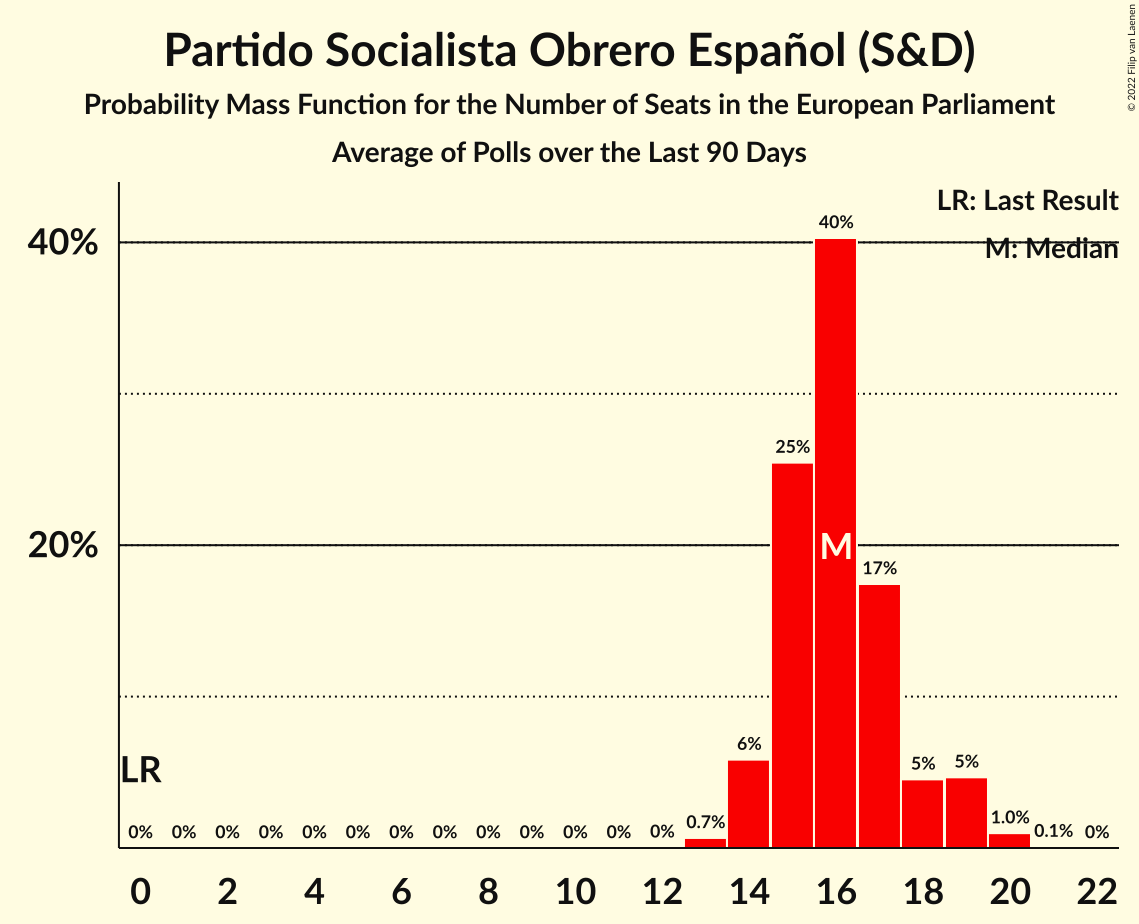 Partido Socialista Obrero Español (S&D)
Probability Mass Function for the Number of Seats in the European Parliament
Average of Polls over the Last 90 Days
© 2022 Filip van Laenen
LR: Last Result
M: Median
40%
20%
40%
25%
M
17%
6%
5%
5%
LR
0% 0% 0% 0% 0% 0% 0% 0% 0% 0% 0% 0% 0% 0.7% 1.0% 0.1% 0%
0 2 4 6 8 10 12 14 16 18 20 22